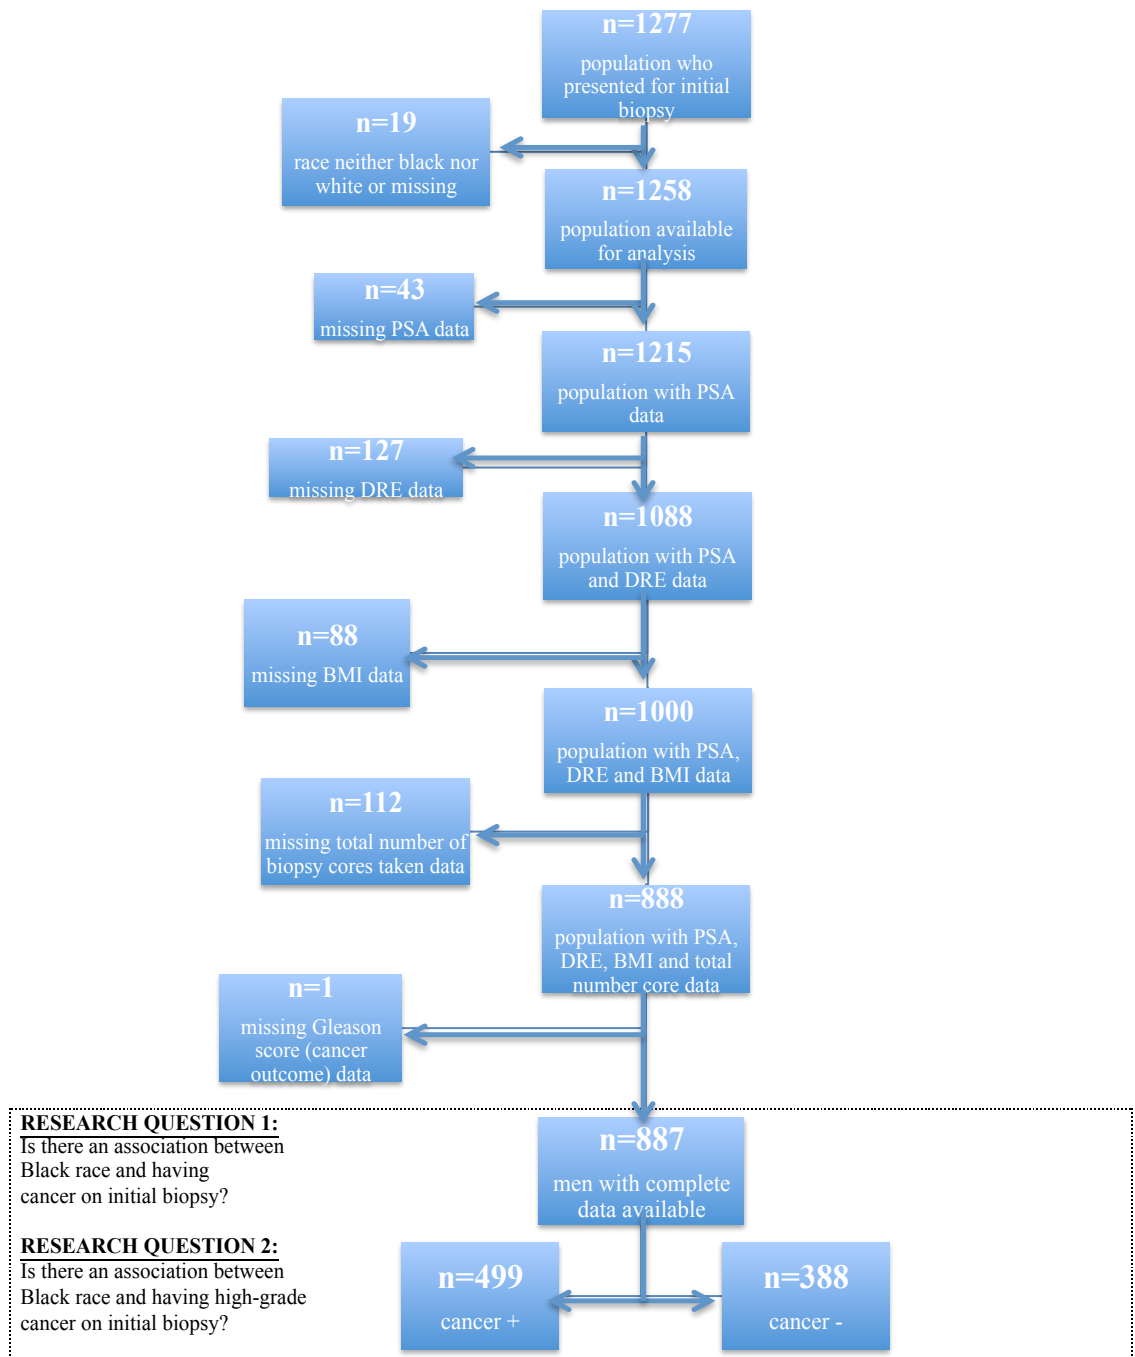 n=1277
population who
presented for initial
biopsy
n=19
race neither black nor
white or missing
n=1258
population available
for analysis
n=43
missing PSA data
n=1215
population with PSA
data
n=127
missing DRE data
n=1088
population with PSA
and DRE data
n=88
missing BMI data
n=1000
population with PSA,
DRE and BMI data
n=112
missing total number of
biopsy cores taken data
n=888
population with PSA,
DRE, BMI and total
number core data
n=1
missing Gleason
score (cancer
outcome) data
RESEARCH QUESTION 1:
Is there an association between
Black race and having
cancer on initial biopsy?
n=887
men with complete
data available
RESEARCH QUESTION 2:
Is there an association between
Black race and having high-grade
cancer on initial biopsy?
n=499
cancer +
n=388
cancer -